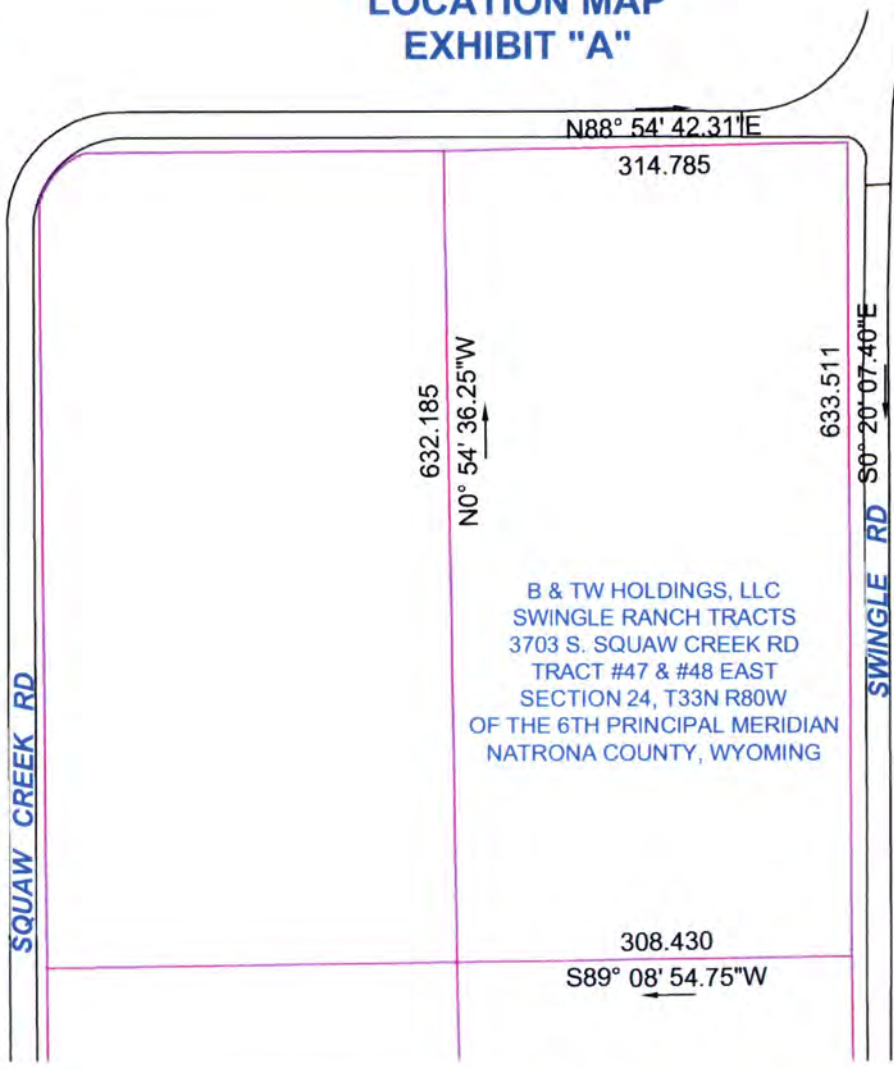 LOCATION MAP
EXHIBIT "A"
N88° 54' 42.31"E
314.785
632.185
N0° 54' 36.25"W
633.511
S0° 20' 07.40"E
B & TW HOLDINGS, LLC
SWINGLE RANCH TRACTS
3703 S. SQUAW CREEK RD
TRACT #47 & #48 EAST
SECTION 24, T33N R80W
OF THE 6TH PRINCIPAL MERIDIAN
NATRONA COUNTY, WYOMING
SWINGLE RD
SQUAW CREEK RD
308.430
S89° 08' 54.75"W